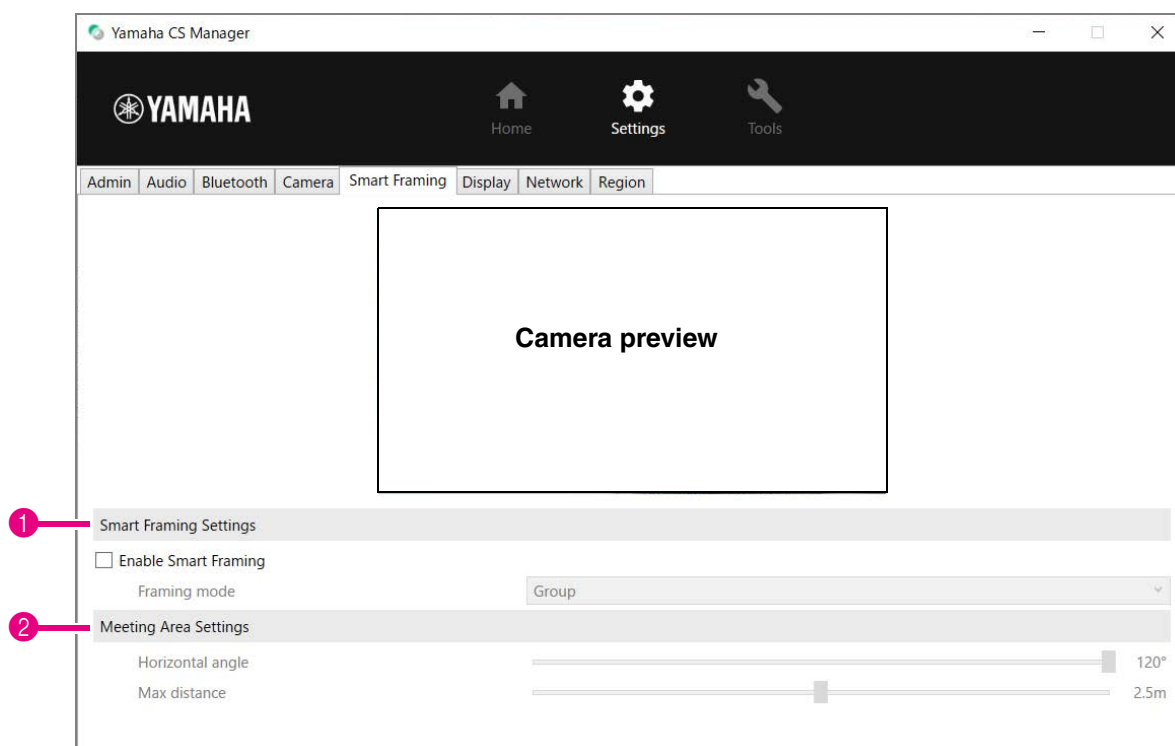 Yamaha CS Manager
YAMAHA
Home Settings Tools
Admin Audio Bluetooth Camera Smart Framing Display Network Region
Camera preview
1 Smart Framing Settings
Enable Smart Framing
Framing mode Group
2 Meeting Area Settings
Horizontal angle 120°
Max distance 2.5m